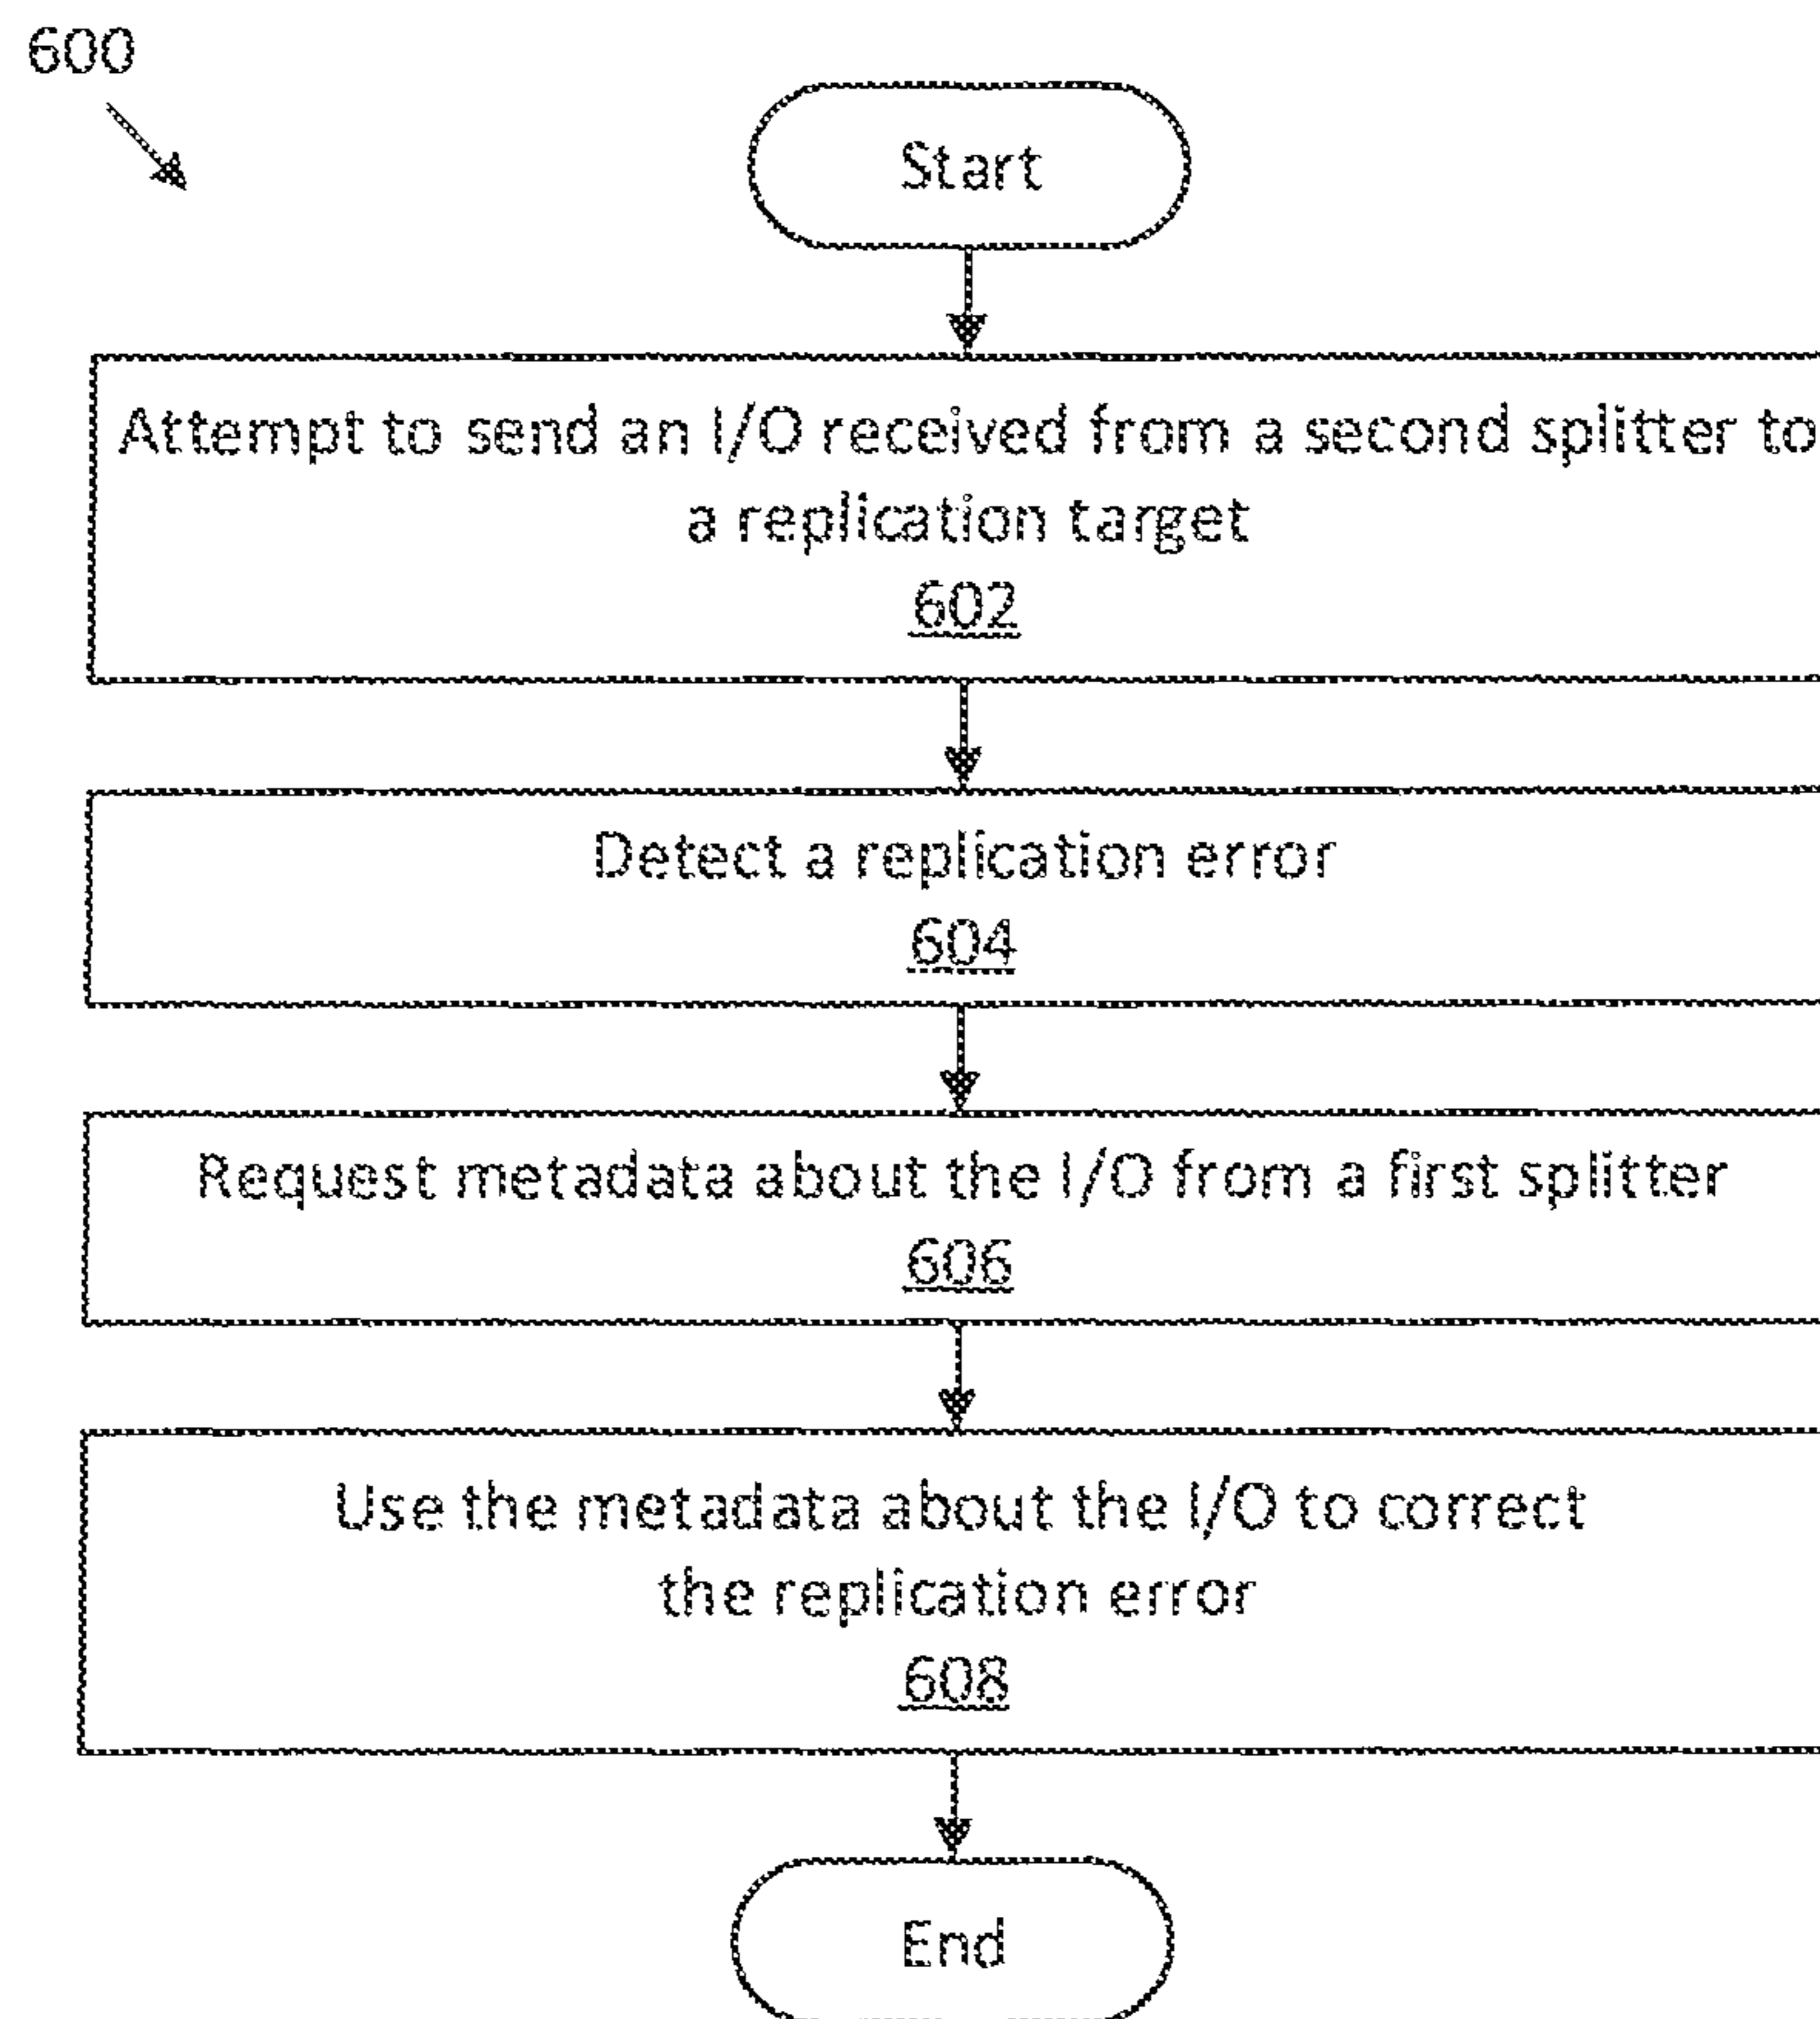 600
Start
Attempt to send an I/O received from a second splitter to
a replication target
602
Detect a replication error
604
Request metadata about the I/O from a first splitter
606
Use the metadata about the I/O to correct
the replication error
608
End